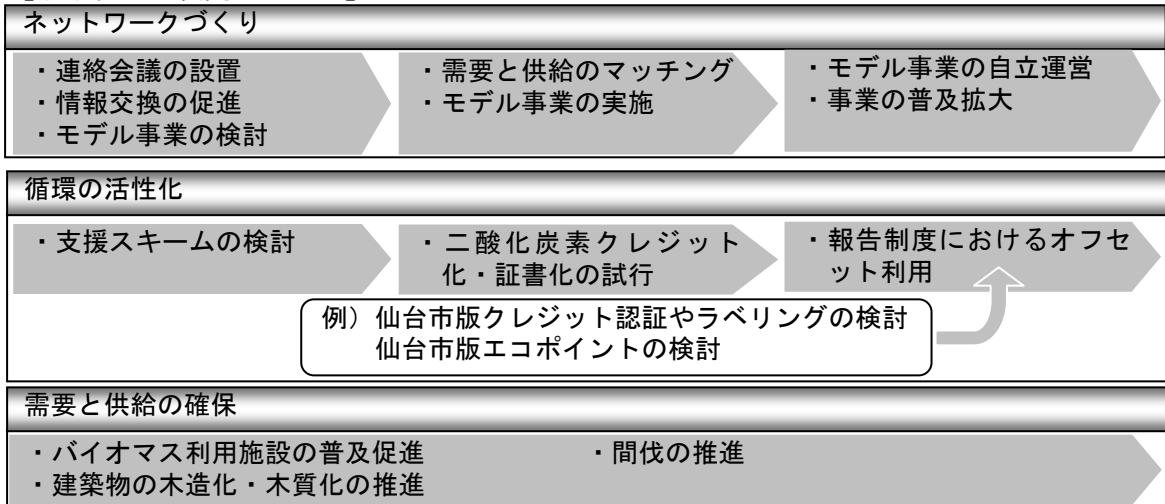 ネットワークづくり
・連絡会議の設置
・情報交換の促進
・モデル事業の検討
・需要と供給のマッチング
・モデル事業の実施
・モデル事業の自立運営
・事業の普及拡大
循環の活性化
・支援スキームの検討
・二酸化炭素クレジット
化・証書化の試行
・報告制度におけるオフセ
ット利用
例）仙台市版クレジット認証やラベリングの検討
仙台市版エコポイントの検討
需要と供給の確保
・バイオマス利用施設の普及促進
・建築物の木造化・木質化の推進
・間伐の推進